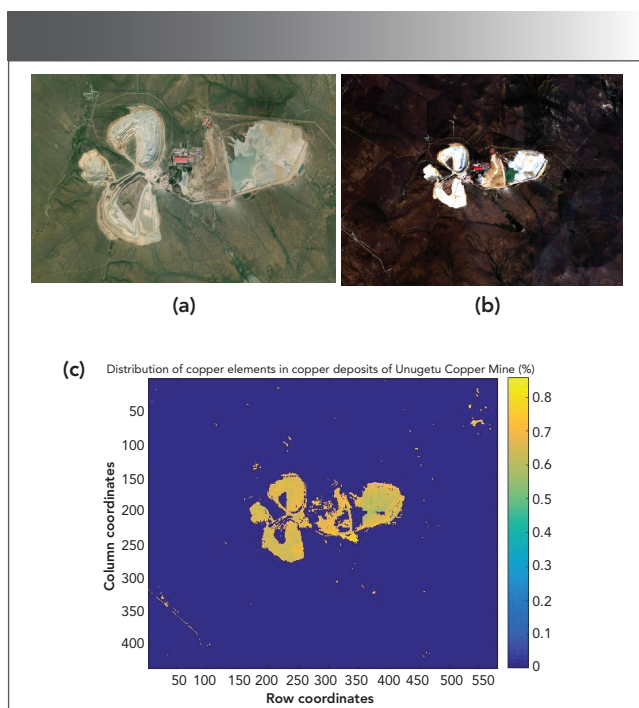 (a)
(b)
(c)
Distribution of copper elements in copper deposits of Unugetu Copper Mine (%)
Column coordinates
50
100
150
200
250
300
350
400
50 100 150 200 250 300 350 400 450 500 550
Row coordinates
0.8
0.7
0.6
0.5
0.4
0.3
0.2
0.1
0